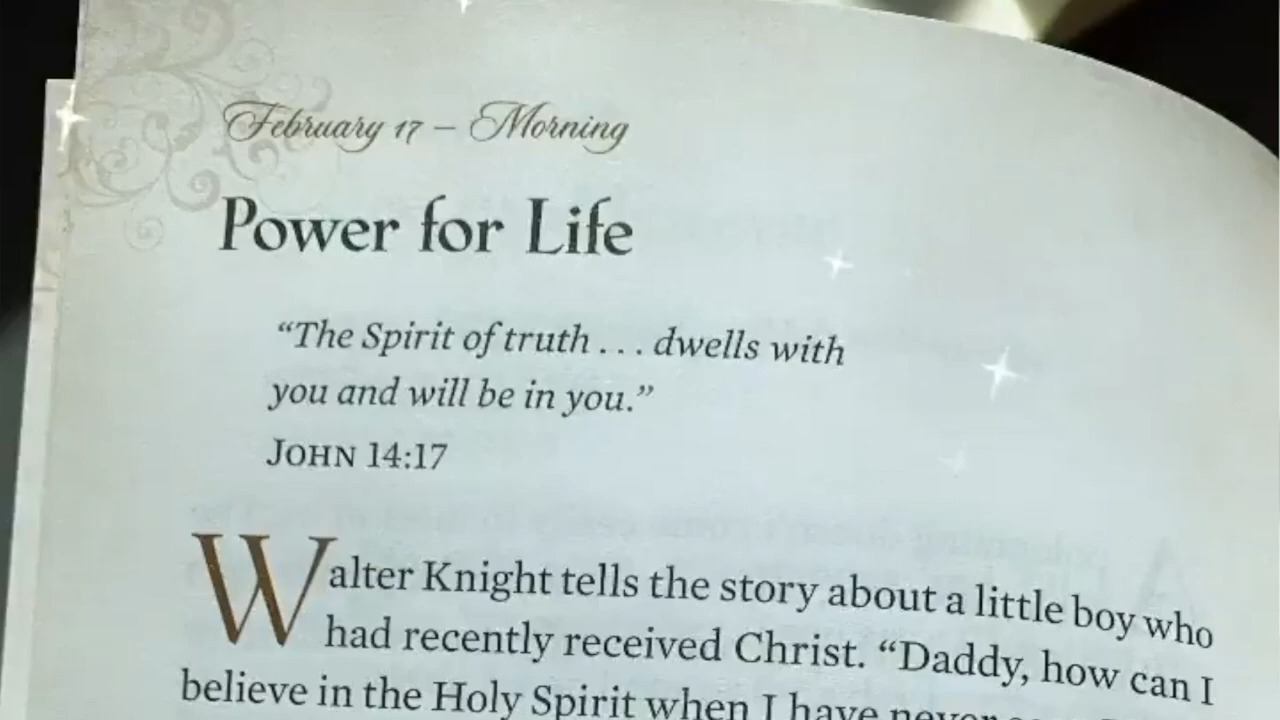 February 17 – Morning
Power for Life
“The Spirit of truth . . . dwells with
you and will be in you.”
JOHN 14:17
Walter Knight tells the story about a little boy who
had recently received Christ. “Daddy, how can I
believe in the Holy Spirit when I have never